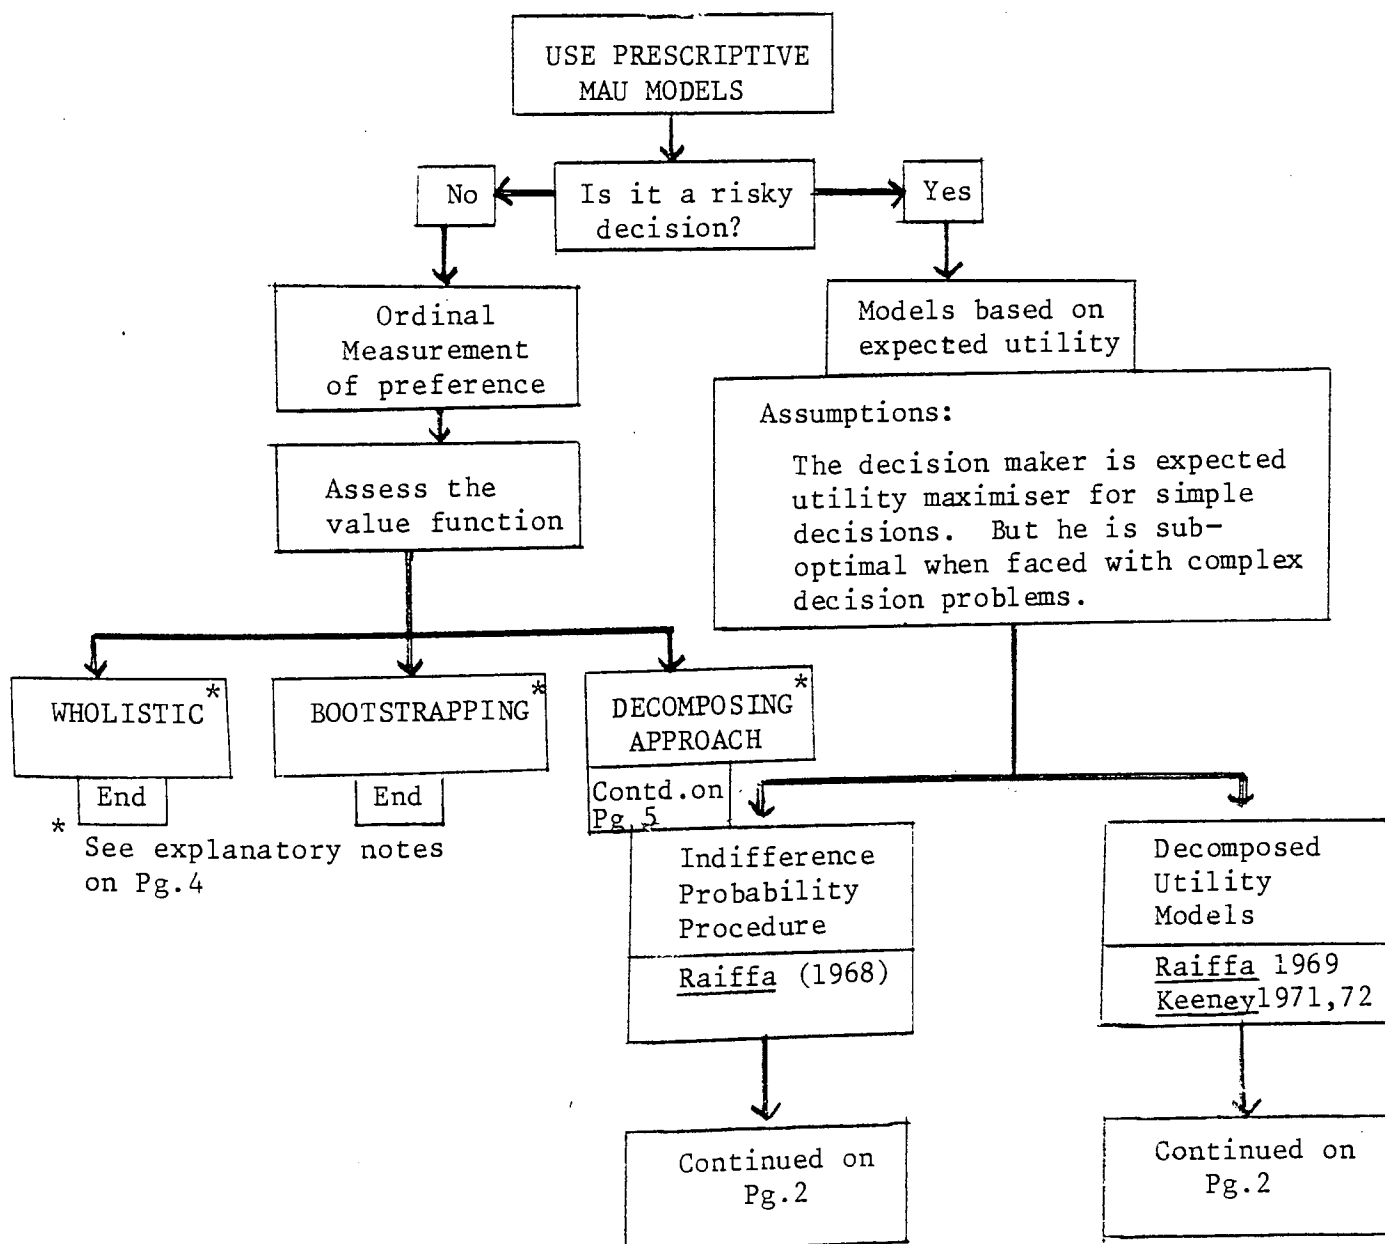 USE PRESCRIPTIVE
MAU MODELS
No
Is it a risky
decision?
Yes
Ordinal
Measurement
of preference
Models based on
expected utility
Assess the
value function
Assumptions:
The decision maker is expected
utility maximiser for simple
decisions. But he is sub-
optimal when faced with complex
decision problems.
WHOLISTIC*
End
BOOTSTRAPPING*
End
DECOMPOSING*
APPROACH
Contd.on
Pg.5
* See explanatory notes
on Pg.4
Indifference
Probability
Procedure
Raiffa (1968)
Decomposed
Utility
Models
Raiffa 1969
Keeney1971,72
Continued on
Pg.2
Continued on
Pg.2